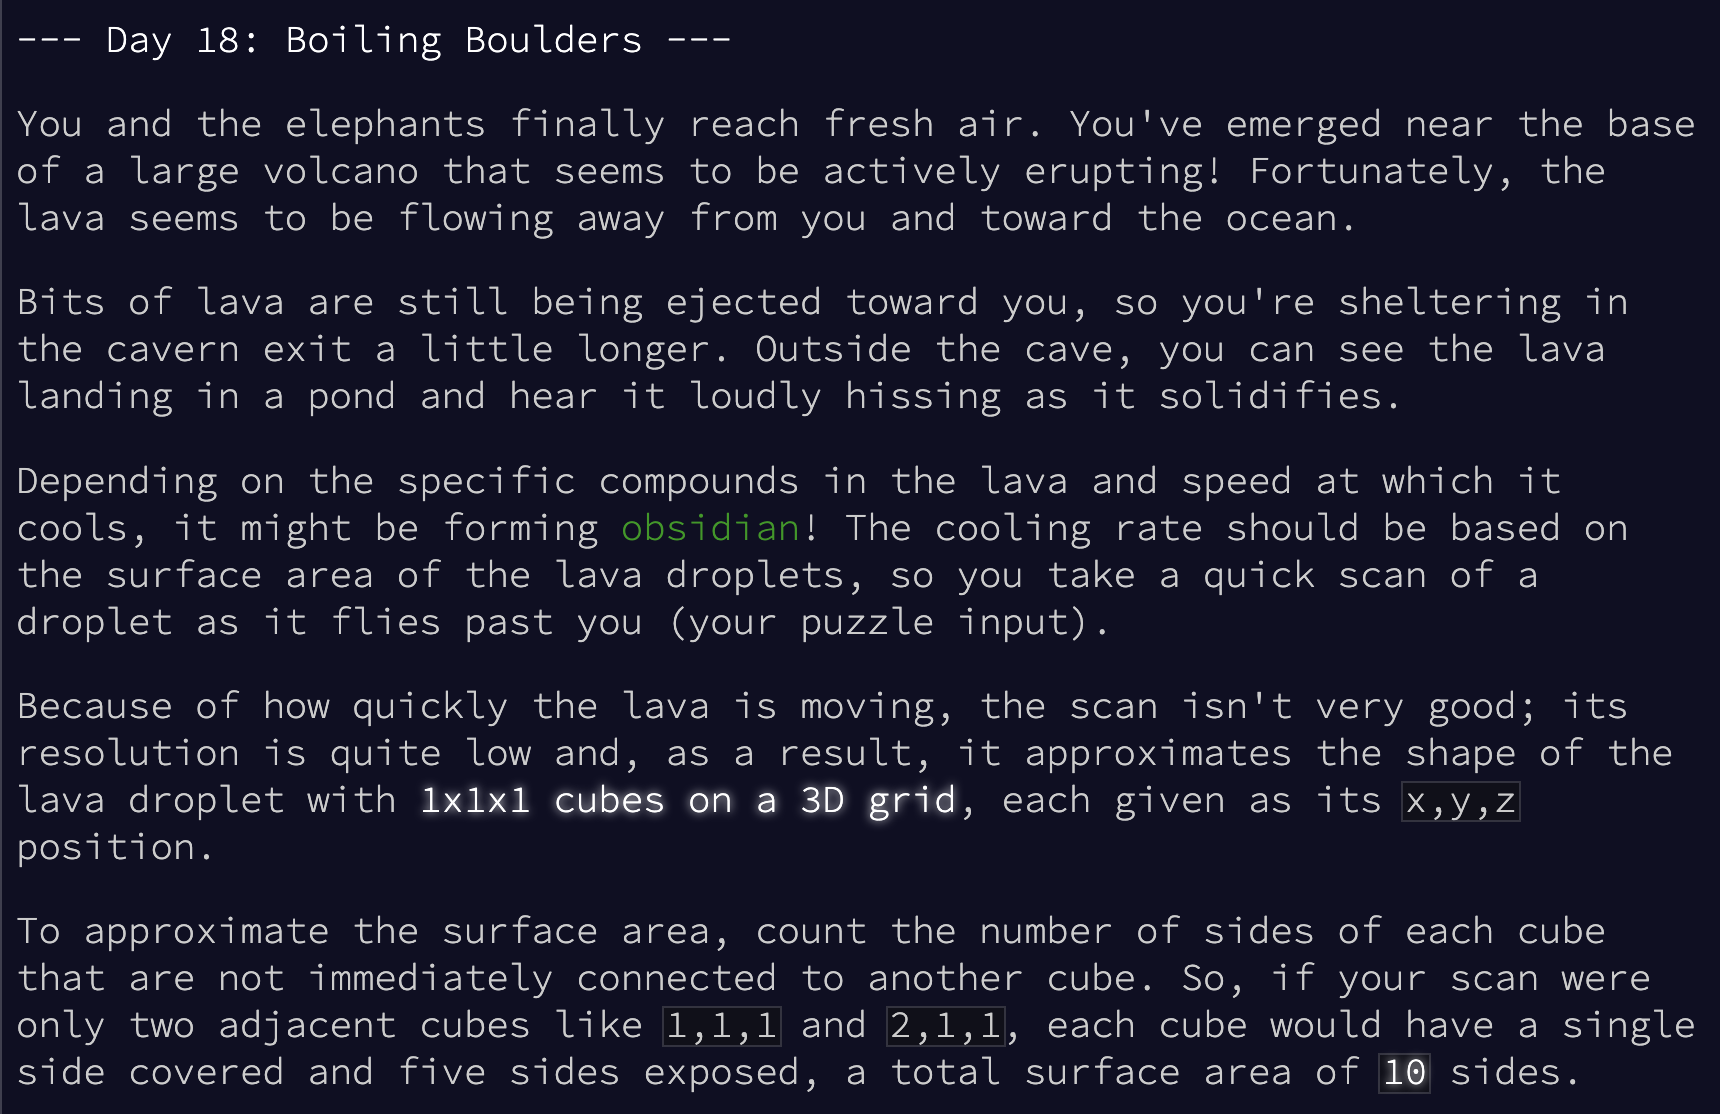 --- Day 18: Boiling Boulders ---
You and the elephants finally reach fresh air. You've emerged near the base
of a large volcano that seems to be actively erupting! Fortunately, the
lava seems to be flowing away from you and toward the ocean.
Bits of lava are still being ejected toward you, so you're sheltering in
the cavern exit a little longer. Outside the cave, you can see the lava
landing in a pond and hear it loudly hissing as it solidifies.
Depending on the specific compounds in the lava and speed at which it
cools, it might be forming obsidian! The cooling rate should be based on
the surface area of the lava droplets, so you take a quick scan of a
droplet as it flies past you (your puzzle input).
Because of how quickly the lava is moving, the scan isn't very good; its
resolution is quite low and, as a result, it approximates the shape of the
lava droplet with 1x1x1 cubes on a 3D grid, each given as its x,y,z
position.
To approximate the surface area, count the number of sides of each cube
that are not immediately connected to another cube. So, if your scan were
only two adjacent cubes like 1,1,1 and 2,1,1, each cube would have a single
side covered and five sides exposed, a total surface area of 10 sides.